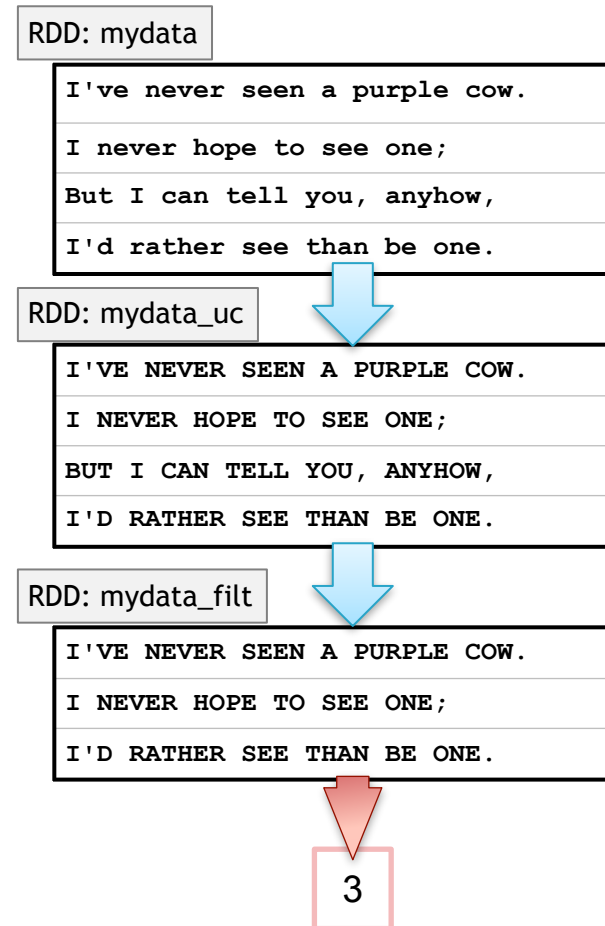 RDD: mydata
I've never seen a purple cow.
I never hope to see one;
But I can tell you, anyhow,
I'd rather see than be one.
RDD: mydata_uc
I'VE NEVER SEEN A PURPLE COW.
I NEVER HOPE TO SEE ONE;
BUT I CAN TELL YOU, ANYHOW,
I'D RATHER SEE THAN BE ONE.
RDD: mydata_filt
I'VE NEVER SEEN A PURPLE COW.
I NEVER HOPE TO SEE ONE;
I'D RATHER SEE THAN BE ONE.
3